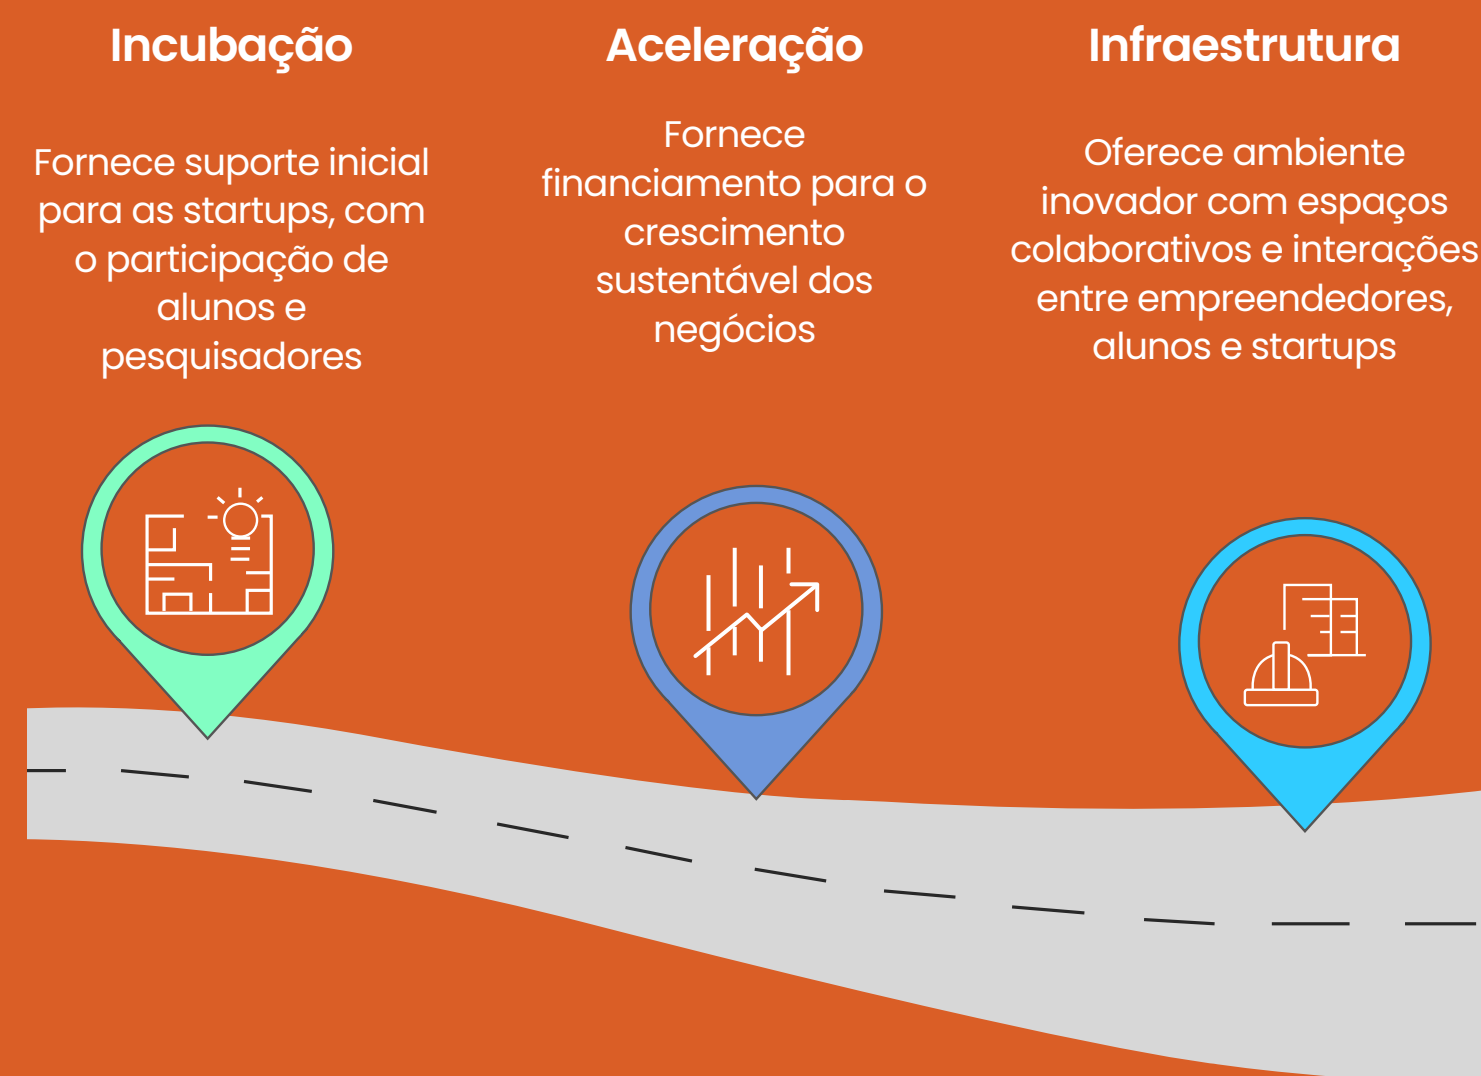 Incubação
Fornece suporte inicial
para as startups, com
o participação de
alunos e
pesquisadores
Aceleração
Fornece
financiamento para o
crescimento
sustentável dos
negócios
Infraestrutura
Oferece ambiente
inovador com espaços
colaborativos e interações
entre empreendedores,
alunos e startups